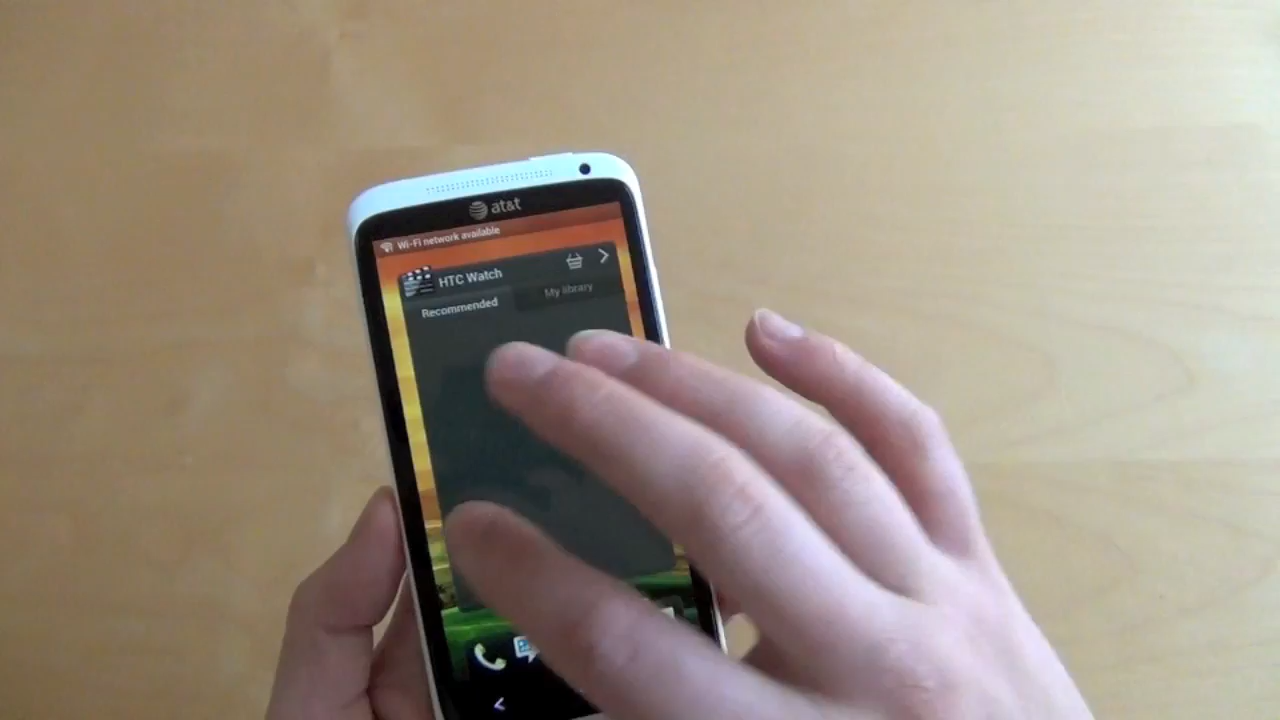 at&t
Wi-Fi network available
HTC Watch
Recommended
My library